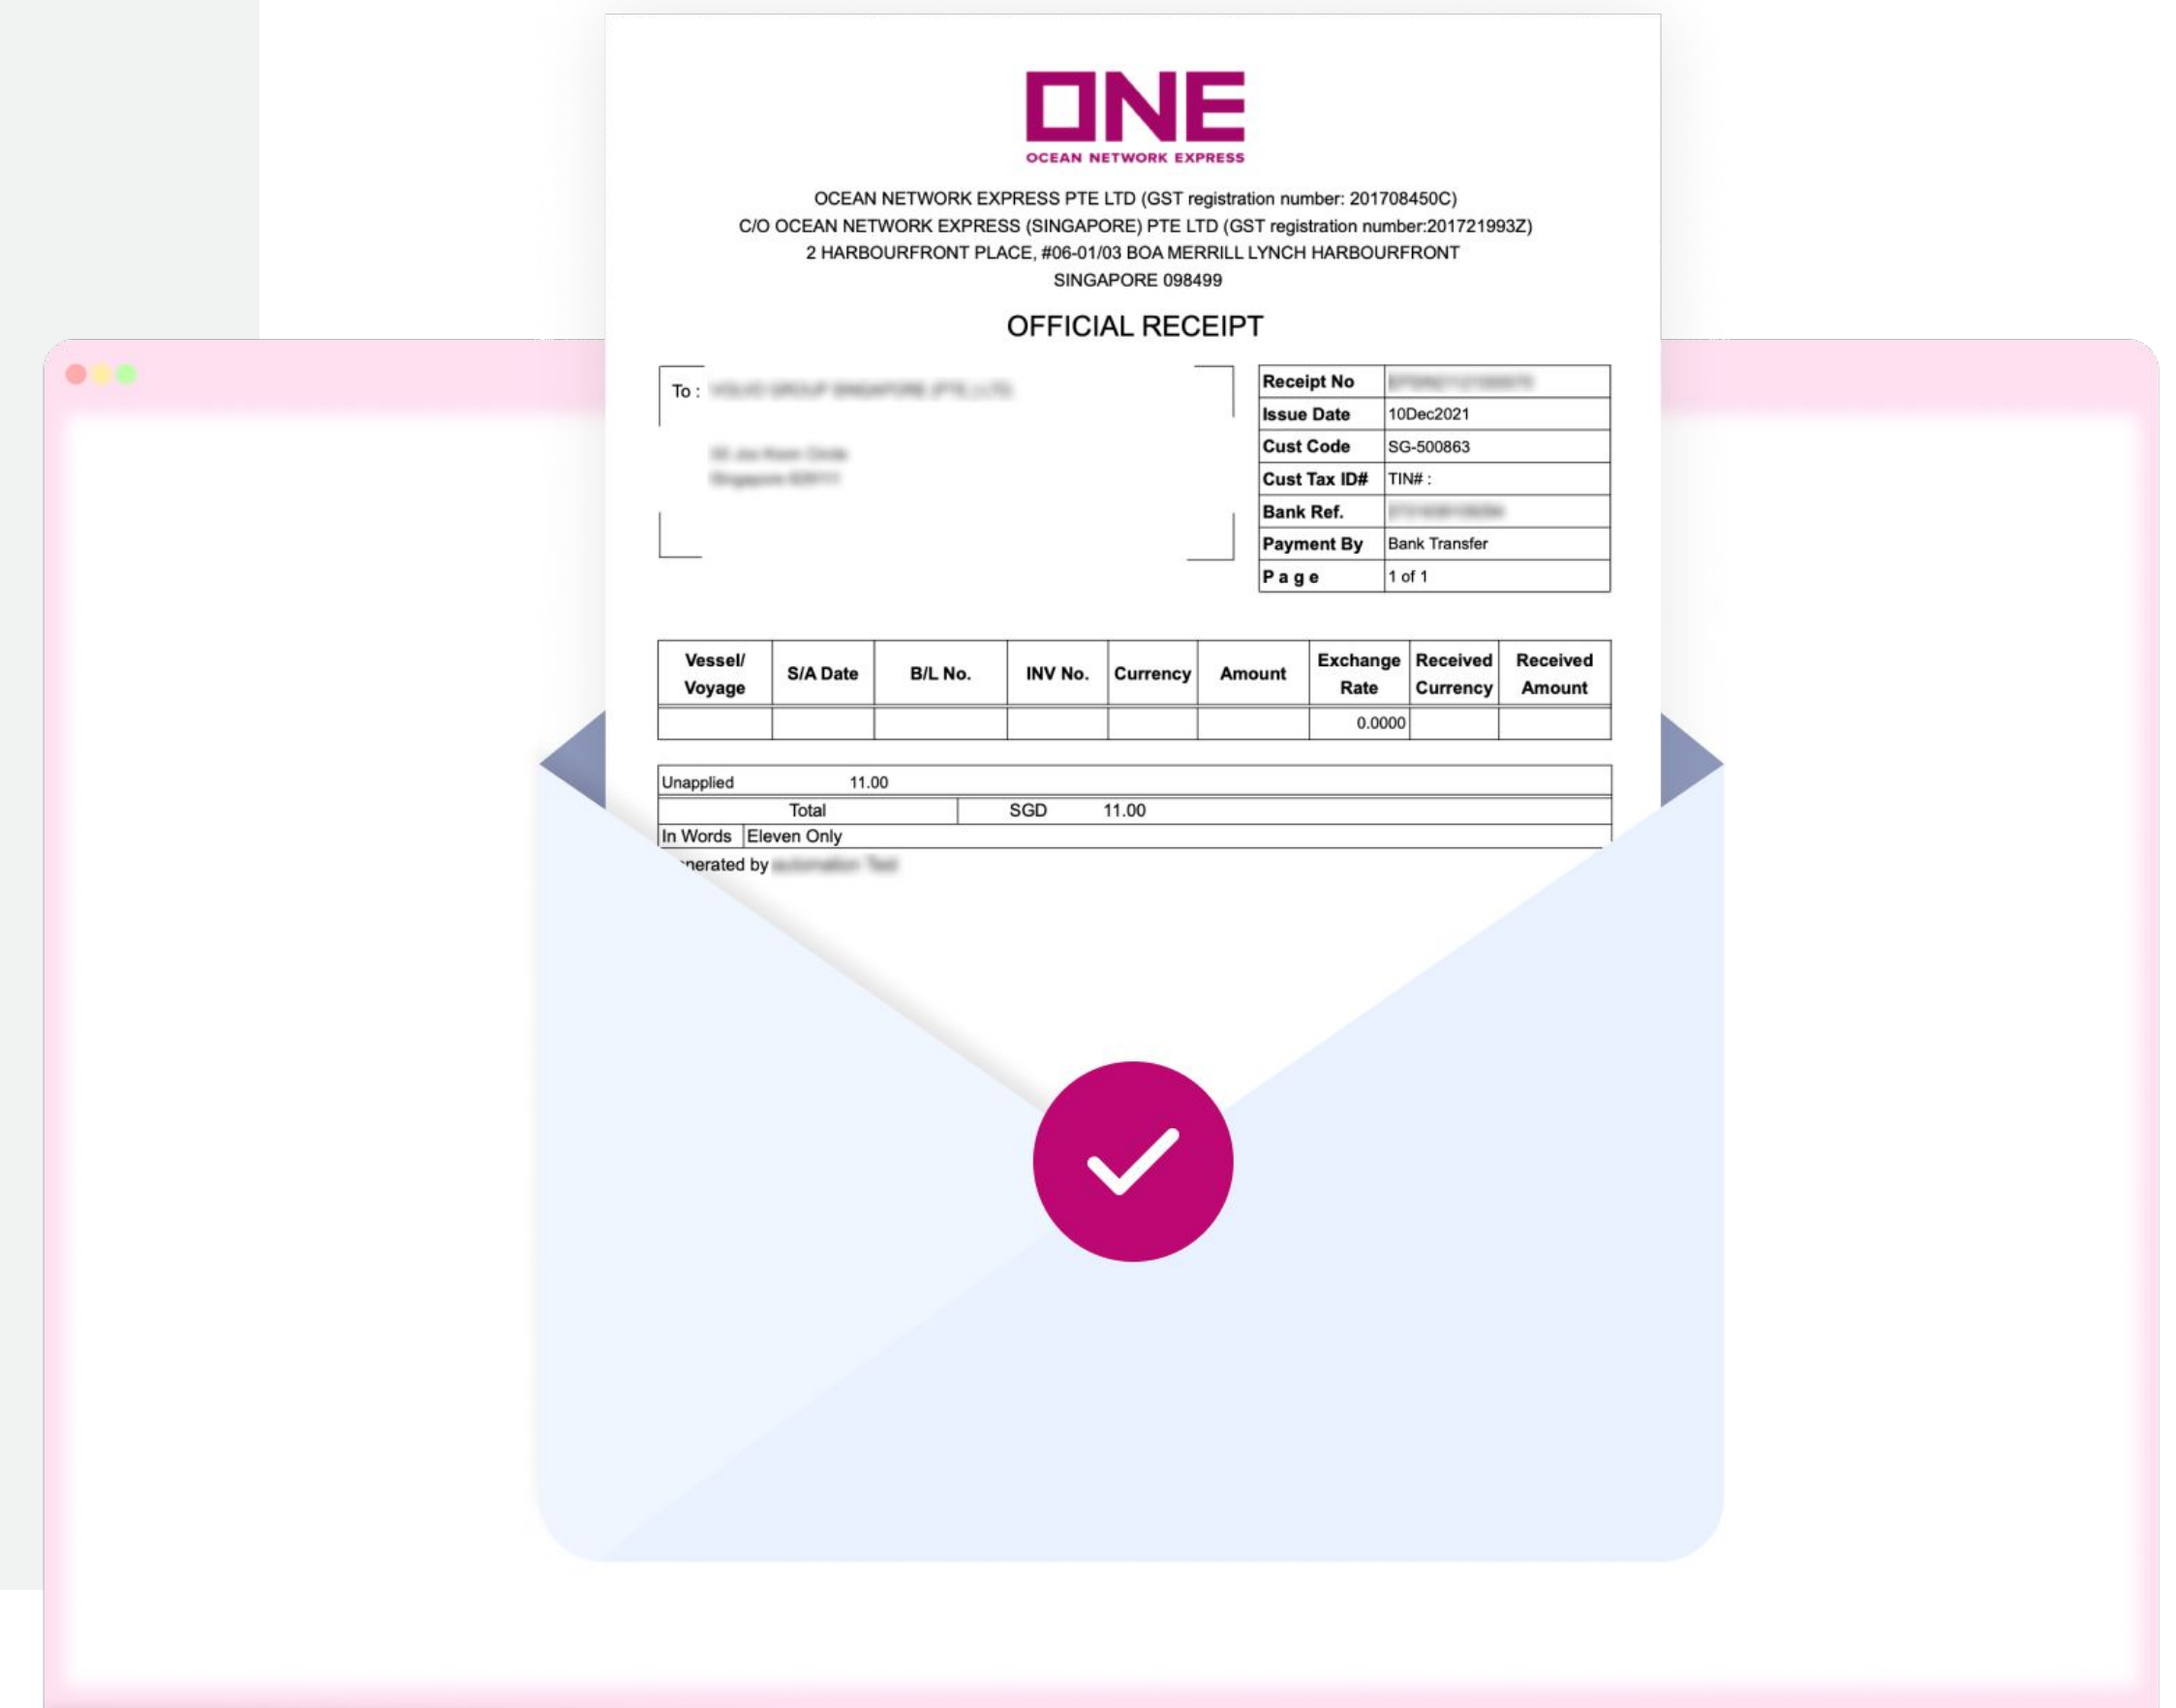 ONE
OCEAN NETWORK EXPRESS
OCEAN NETWORK EXPRESS PTE LTD (GST registration number: 201708450C)
C/O OCEAN NETWORK EXPRESS (SINGAPORE) PTE LTD (GST registration number:201721993Z)
2 HARBOURFRONT PLACE, #06-01/03 BOA MERRILL LYNCH HARBOURFRONT
SINGAPORE 098499
OFFICIAL RECEIPT
To :
Receipt No
Issue Date 10Dec2021
Cust Code SG-500863
Cust Tax ID# TIN# :
Bank Ref.
Payment By Bank Transfer
Page 1 of 1
Vessel/ Voyage S/A Date B/L No. INV No. Currency Amount Exchange Rate Received Currency Received Amount
0.0000
Unapplied 11.00
Total SGD 11.00
In Words Eleven Only
nerated by